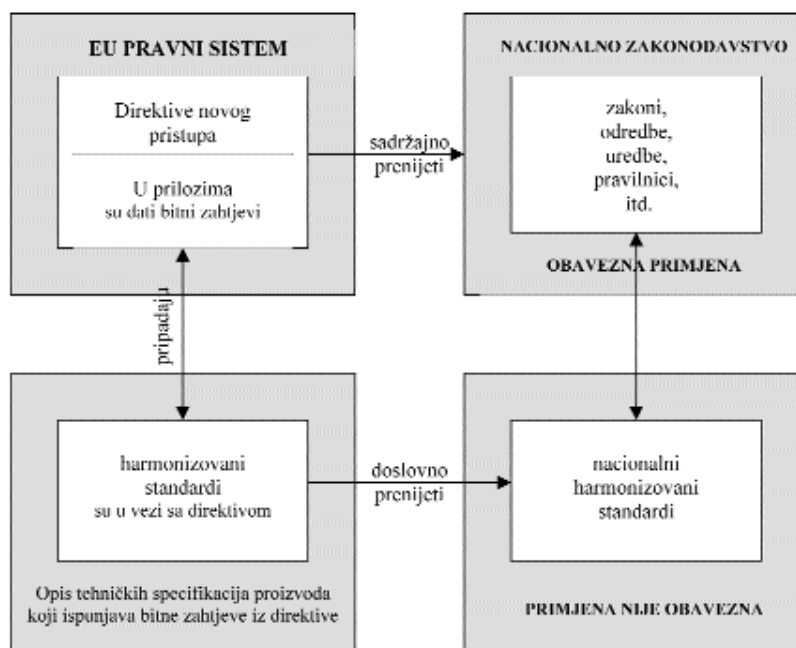 EU PRAVNI SISTEM
Direktive novog
pristupa
U prilozima
su dati bitni zahtjevi
sadržajno
prenijeti
NACIONALNO ZAKONODAVSTVO
zakoni,
odredbe,
uredbe,
pravilnici,
itd.
OBAVEZNA PRIMJENA
pripadaju
harmonizovani
standardi
su u vezi sa direktivom
Opis tehničkih specifikacija proizvoda
koji ispunjava bitne zahtjeve iz direktive
doslovno
prenijeti
nacionalni
harmonizovani
standardi
PRIMJENA NIJE OBAVEZNA